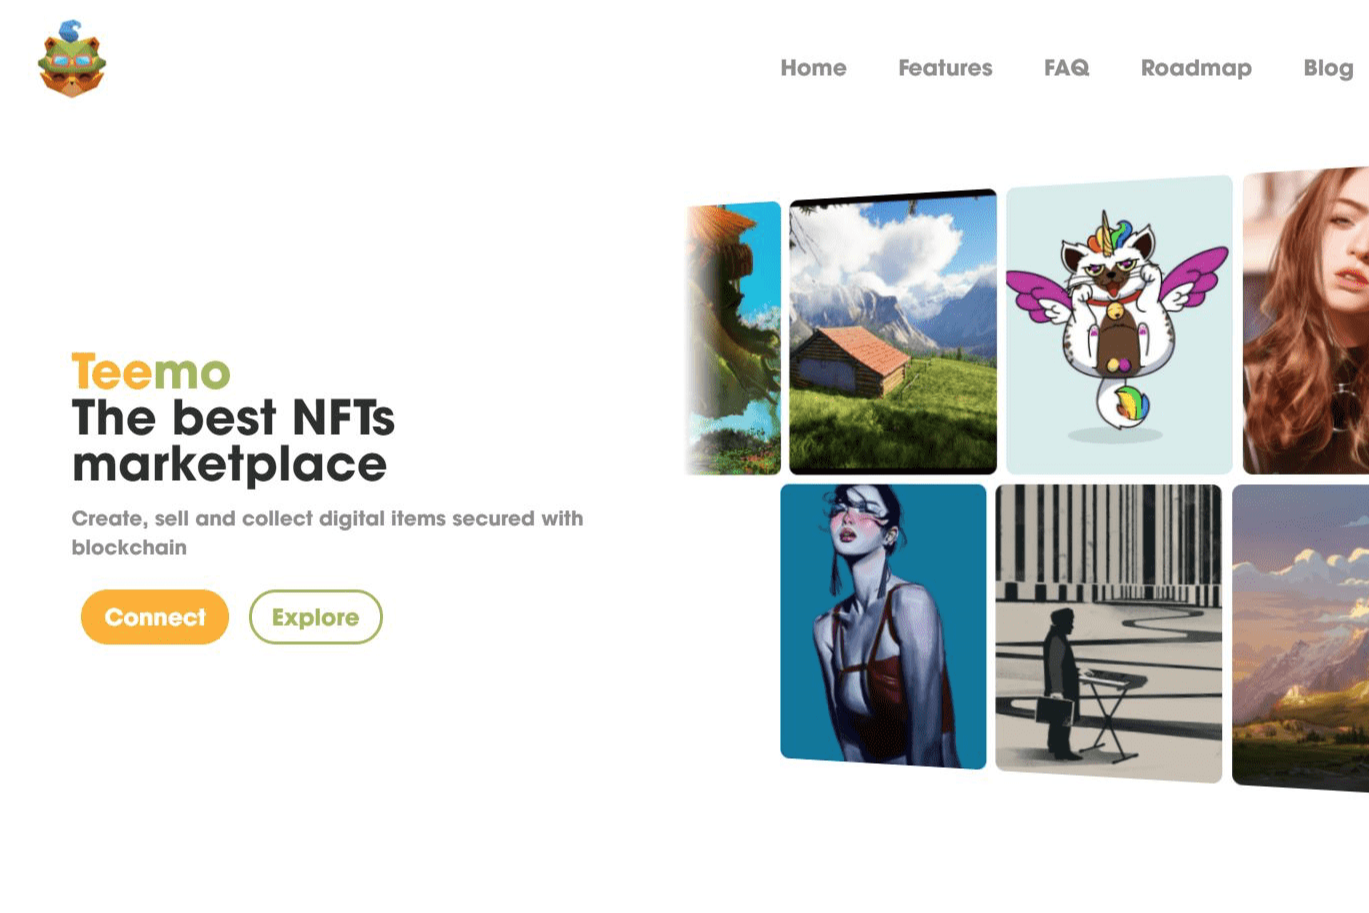 Home Features FAQ Roadmap Blog
Teemo
The best NFTs
marketplace
Create, sell and collect digital items secured with
blockchain
Connect Explore